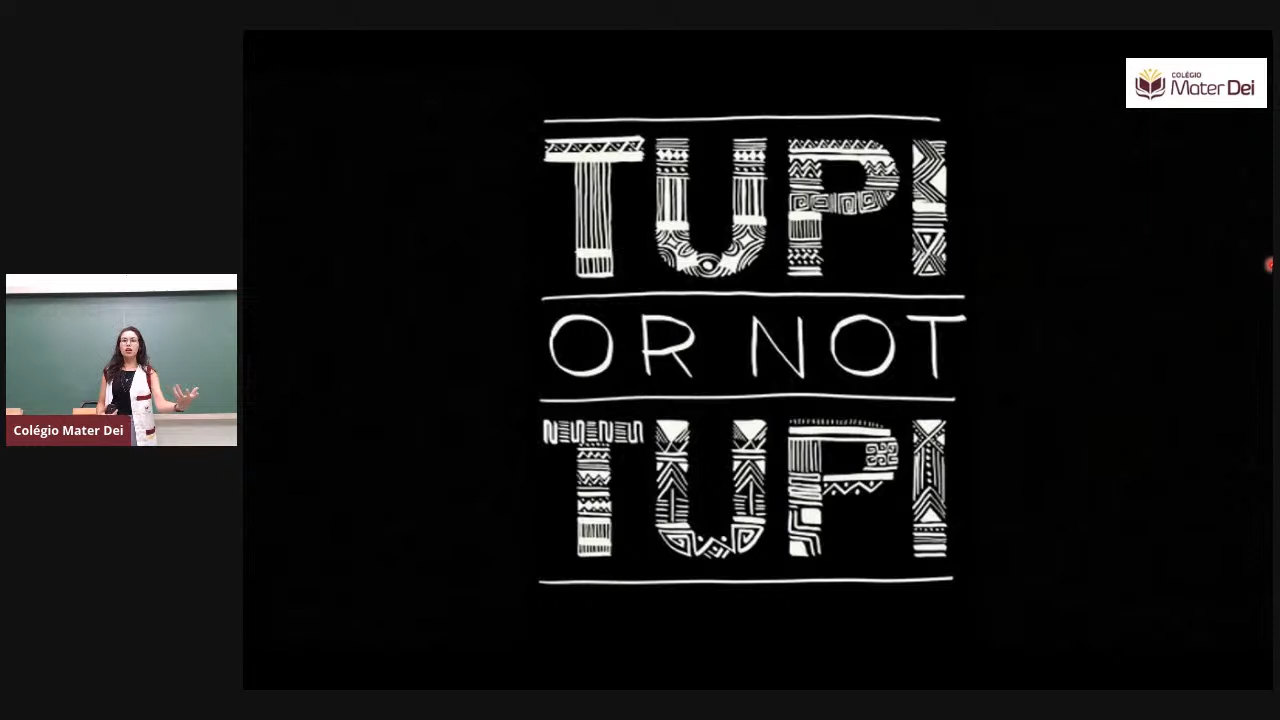 COLÉGIO
Mater Dei
TUPI
OR NOT
TUPI
Colégio Mater Dei